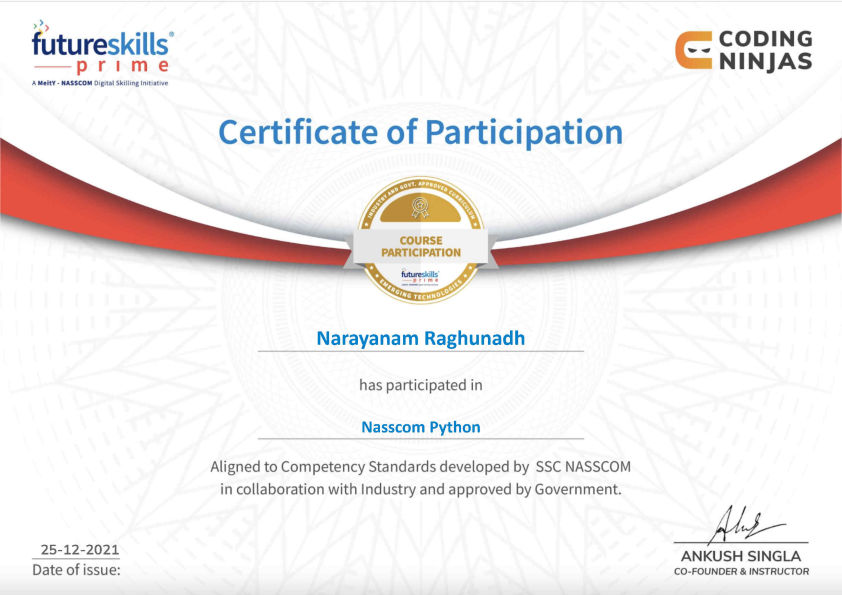 futureskills®
prime
A MeitY - NASSCOM Digital Skilling Initiative
CODING
NINJAS
Certificate of Participation
INDUSTRY AND GOVT. APPROVED CURRICULUM
COURSE
PARTICIPATION
futureskills
prime
EMERGING TECHNOLOGIES
Narayanam Raghunadh
has participated in
Nasscom Python
Aligned to Competency Standards developed by SSC NASSCOM
in collaboration with Industry and approved by Government.
25-12-2021
Date of issue:
ANKUSH SINGLA
CO-FOUNDER & INSTRUCTOR